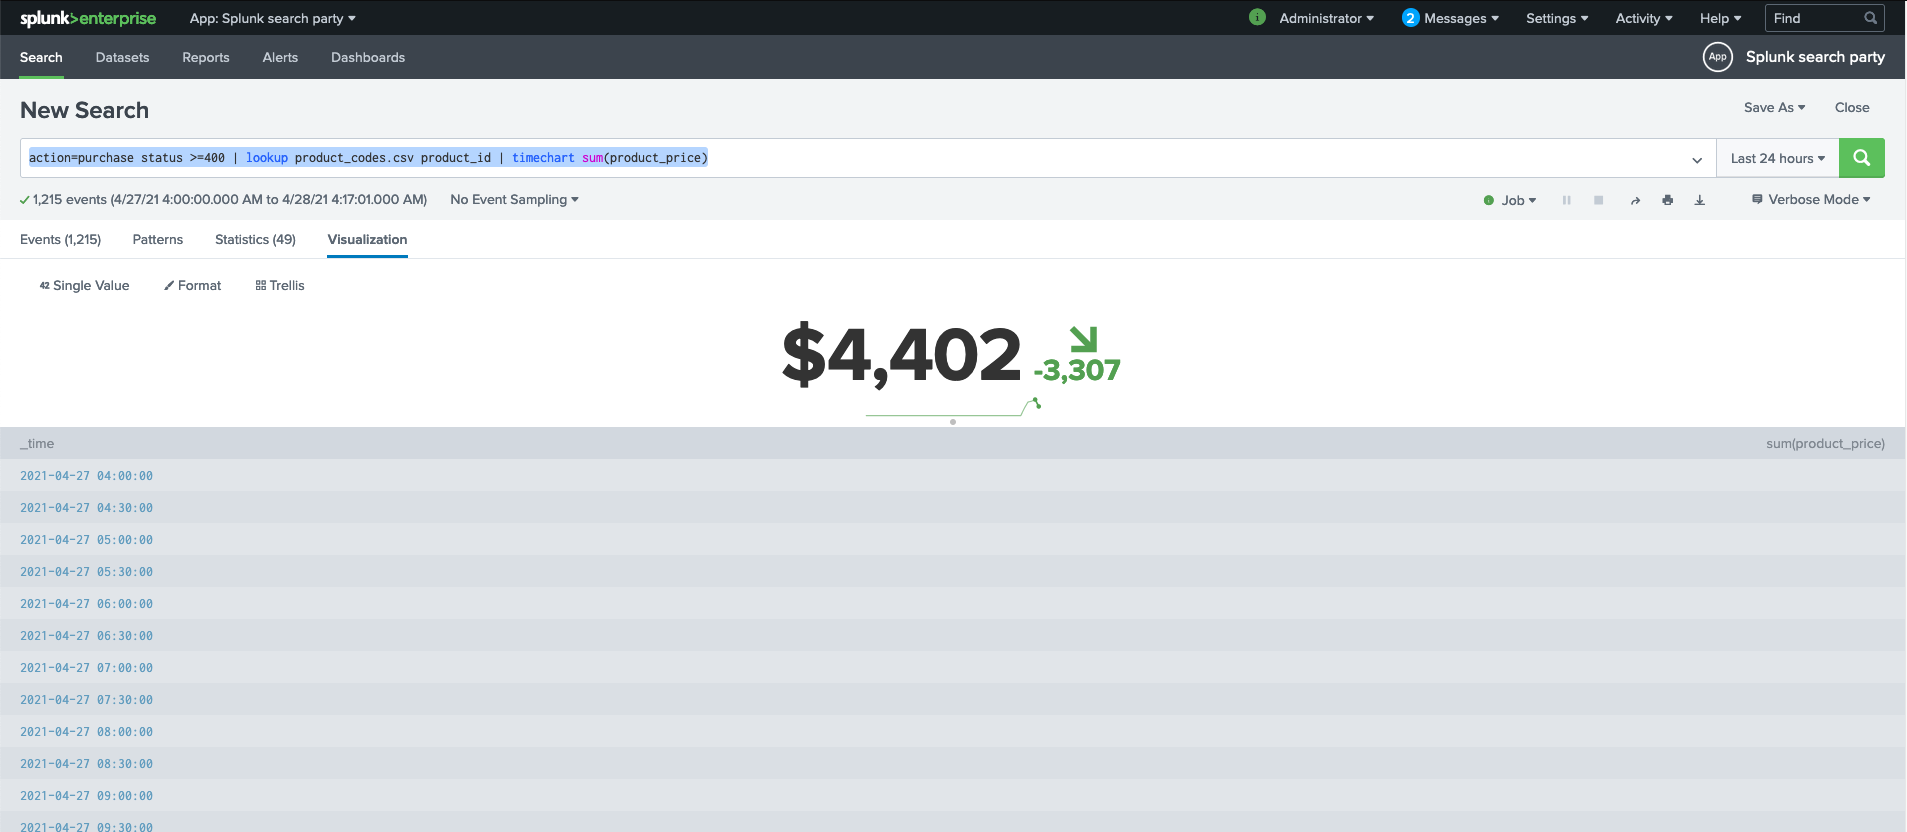 splunk>enterprise App: Splunk search party i Administrator 2 Messages Settings Activity Help Find
Search Datasets Reports Alerts Dashboards App Splunk search party
New Search Save As Close
action=purchase status >=400 | lookup product_codes.csv product_id | timechart sum(product_price) Last 24 hours
1,215 events (4/27/21 4:00:00.000 AM to 4/28/21 4:17:01.000 AM) No Event Sampling Job Verbose Mode
Events (1,215) Patterns Statistics (49) Visualization
42 Single Value Format Trellis
$4,402 -3,307
_time sum(product_price)
2021-04-27 04:00:00
2021-04-27 04:30:00
2021-04-27 05:00:00
2021-04-27 05:30:00
2021-04-27 06:00:00
2021-04-27 06:30:00
2021-04-27 07:00:00
2021-04-27 07:30:00
2021-04-27 08:00:00
2021-04-27 08:30:00
2021-04-27 09:00:00
2021-04-27 09:30:00